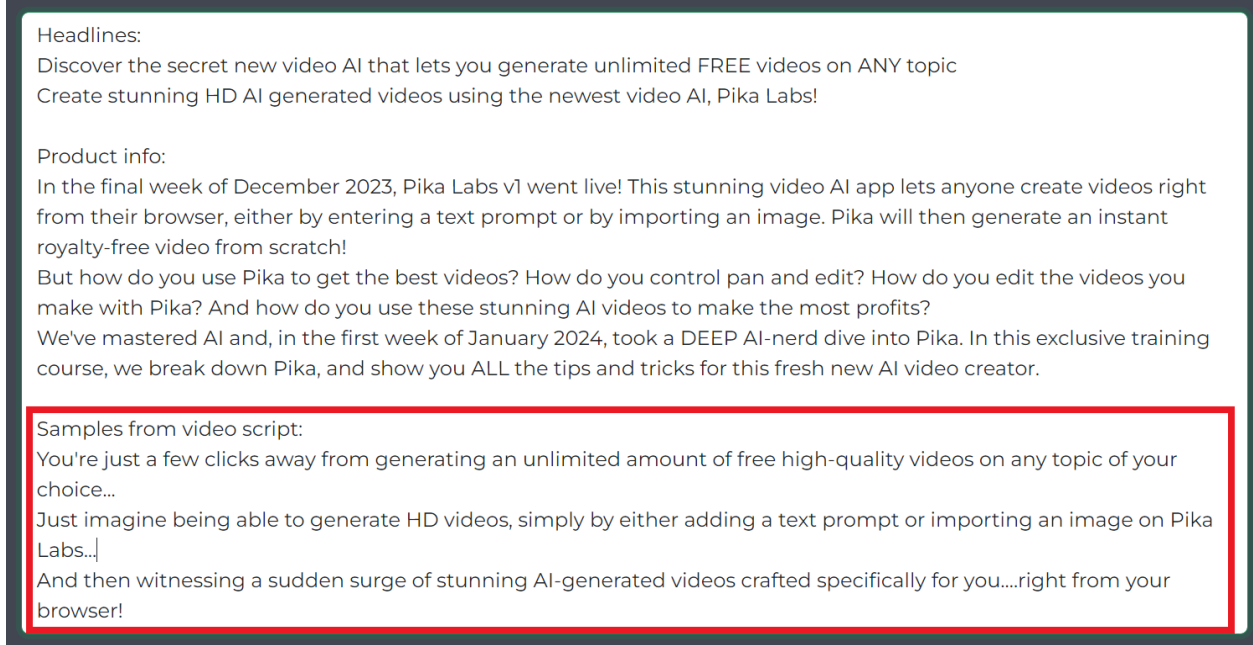 Headlines:
Discover the secret new video AI that lets you generate unlimited FREE videos on ANY topic
Create stunning HD AI generated videos using the newest video AI, Pika Labs!
Product info:
In the final week of December 2023, Pika Labs v1 went live! This stunning video AI app lets anyone create videos right
from their browser, either by entering a text prompt or by importing an image. Pika will then generate an instant
royalty-free video from scratch!
But how do you use Pika to get the best videos? How do you control pan and edit? How do you edit the videos you
make with Pika? And how do you use these stunning AI videos to make the most profits?
We've mastered AI and, in the first week of January 2024, took a DEEP AI-nerd dive into Pika. In this exclusive training
course, we break down Pika, and show you ALL the tips and tricks for this fresh new AI video creator.
Samples from video script:
You're just a few clicks away from generating an unlimited amount of free high-quality videos on any topic of your
choice...
Just imagine being able to generate HD videos, simply by either adding a text prompt or importing an image on Pika
Labs...
And then witnessing a sudden surge of stunning AI-generated videos crafted specifically for you....right from your
browser!